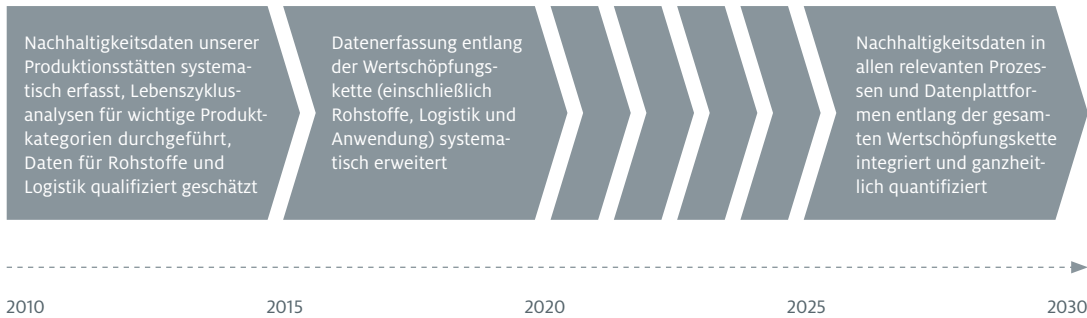 Nachhaltigkeitsdaten unserer
Produktionsstätten systema-
tisch erfasst, Lebenszyklus-
analysen für wichtige Produkt-
kategorien durchgeführt,
Daten für Rohstoffe und
Logistik qualifiziert geschätzt
Datenerfassung entlang
der Wertschöpfungs-
kette (einschließlich
Rohstoffe, Logistik und
Anwendung) systema-
tisch erweitert
Nachhaltigkeitsdaten in
allen relevanten Prozes-
sen und Datenplattfor-
men entlang der gesam-
ten Wertschöpfungskette
integriert und ganzheit-
lich quantifiziert
2010 2015 2020 2025 2030